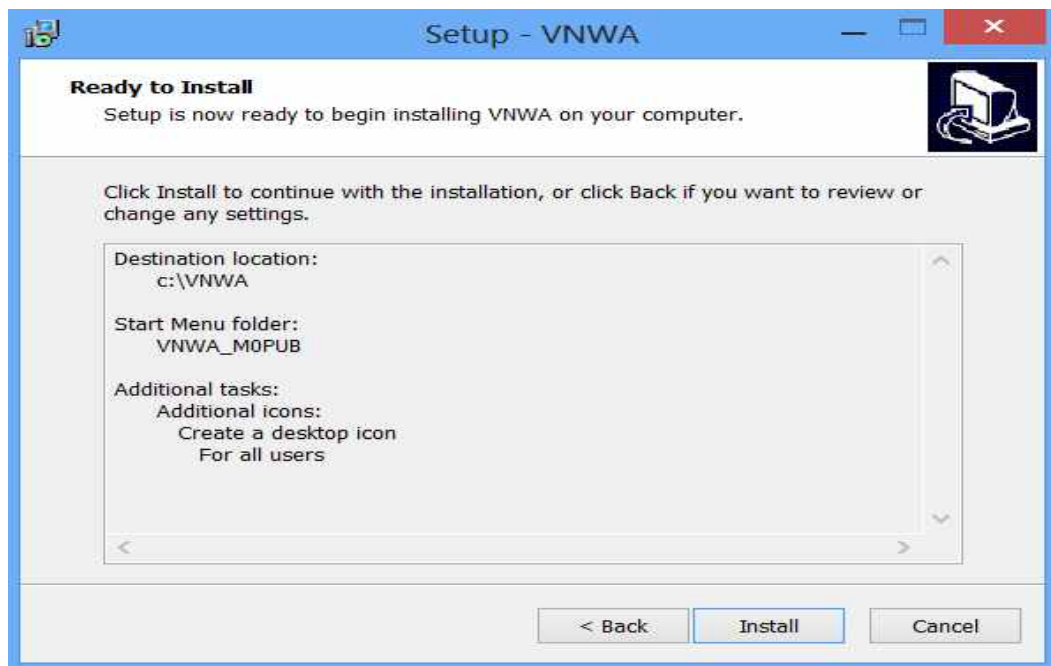 Setup - VNWA
Ready to Install
Setup is now ready to begin installing VNWA on your computer.
Click Install to continue with the installation, or click Back if you want to review or
change any settings.
Destination location:
c:\VNWA
Start Menu folder:
VNWA_M0PUB
Additional tasks:
Additional icons:
Create a desktop icon
For all users
< Back
Install
Cancel